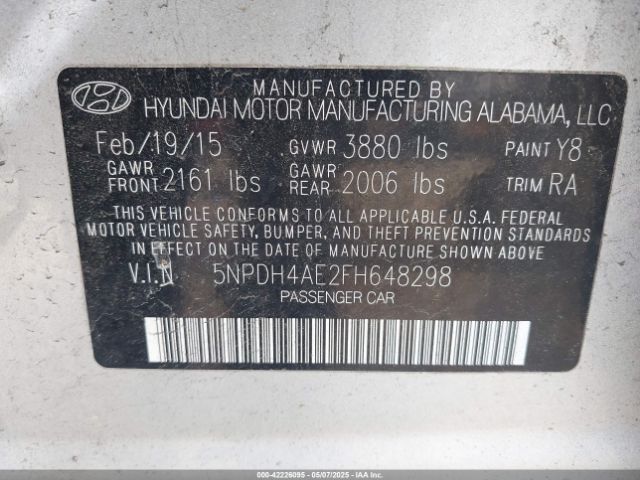 MANUFACTURED BY
HYUNDAI MOTOR MANUFACTURING ALABAMA, LLC
Feb/19/15 GVWR 3880 lbs PAINT Y8
GAWR FRONT 2161 lbs GAWR REAR 2006 lbs TRIM RA
THIS VEHICLE CONFORMS TO ALL APPLICABLE U.S.A. FEDERAL
MOTOR VEHICLE SAFETY, BUMPER, AND THEFT PREVENTION STANDARDS
IN EFFECT ON THE DATE OF MANUFACTURE SHOWN ABOVE.
V.I.N 5NPDH4AE2FH648298
PASSENGER CAR
000-42226095 - 05/07/2025 - COPYRIGHT © IAA, LLC.